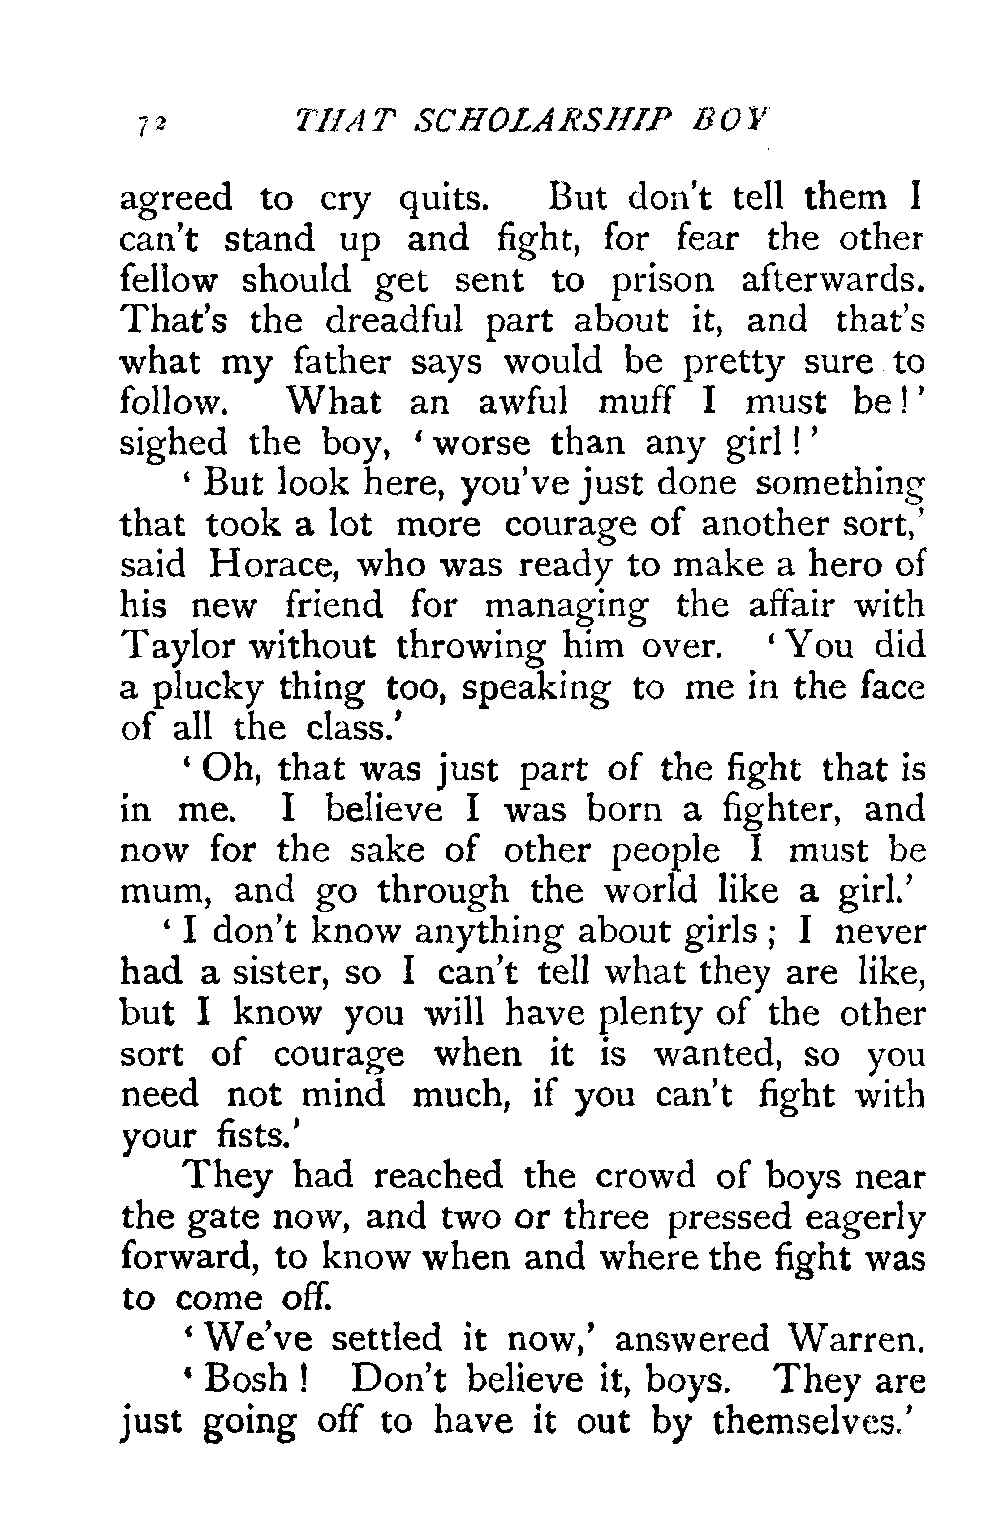 72 THAT SCHOLARSHIP BOY
agreed to cry quits. But don't tell them I
can't stand up and fight, for fear the other
fellow should get sent to prison afterwards.
That's the dreadful part about it, and that's
what my father says would be pretty sure to
follow. What an awful muff I must be!'
sighed the boy, 'worse than any girl!'
'But look here, you've just done something
that took a lot more courage of another sort,'
said Horace, who was ready to make a hero of
his new friend for managing the affair with
Taylor without throwing him over. 'You did
a plucky thing too, speaking to me in the face
of all the class.'
'Oh, that was just part of the fight that is
in me. I believe I was born a fighter, and
now for the sake of other people I must be
mum, and go through the world like a girl.'
'I don't know anything about girls; I never
had a sister, so I can't tell what they are like,
but I know you will have plenty of the other
sort of courage when it is wanted, so you
need not mind much, if you can't fight with
your fists.'
They had reached the crowd of boys near
the gate now, and two or three pressed eagerly
forward, to know when and where the fight was
to come off.
'We've settled it now,' answered Warren.
'Bosh! Don't believe it, boys. They are
just going off to have it out by themselves.'